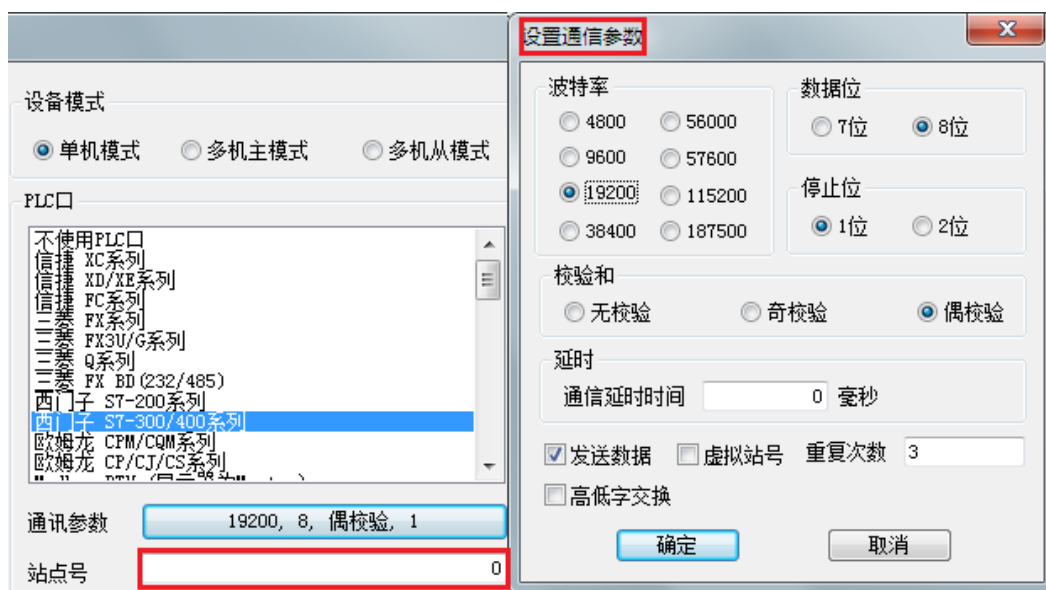 设备模式
单机模式
多机主模式
多机从模式
PLC口
不使用PLC口
信捷 XC系列
信捷 XD/XE系列
信捷 FC系列
三菱 FX系列
三菱 FX3U/G系列
三菱 Q系列
三菱 FX BD(232/485)
西门子 S7-200系列
西门子 S7-300/400系列
欧姆龙 CPM/CQM系列
欧姆龙 CP/CJ/CS系列
通讯参数
19200, 8, 偶校验, 1
站点号
0
设置通信参数
波特率
4800
56000
9600
57600
19200
115200
38400
187500
数据位
7位
8位
停止位
1位
2位
校验和
无校验
奇校验
偶校验
延时
通信延时时间
0
毫秒
发送数据
虚拟站号
重复次数
3
高低字交换
确定
取消